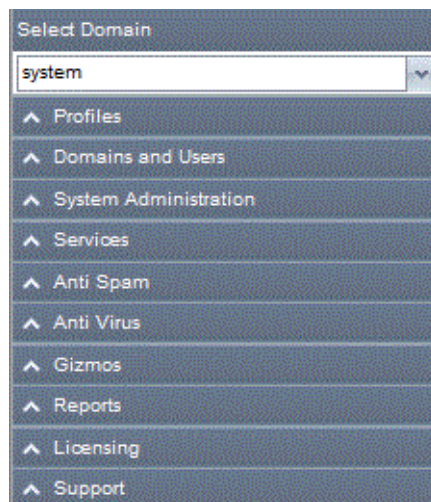 Select Domain
system
Profiles
Domains and Users
System Administration
Services
Anti Spam
Anti Virus
Gizmos
Reports
Licensing
Support